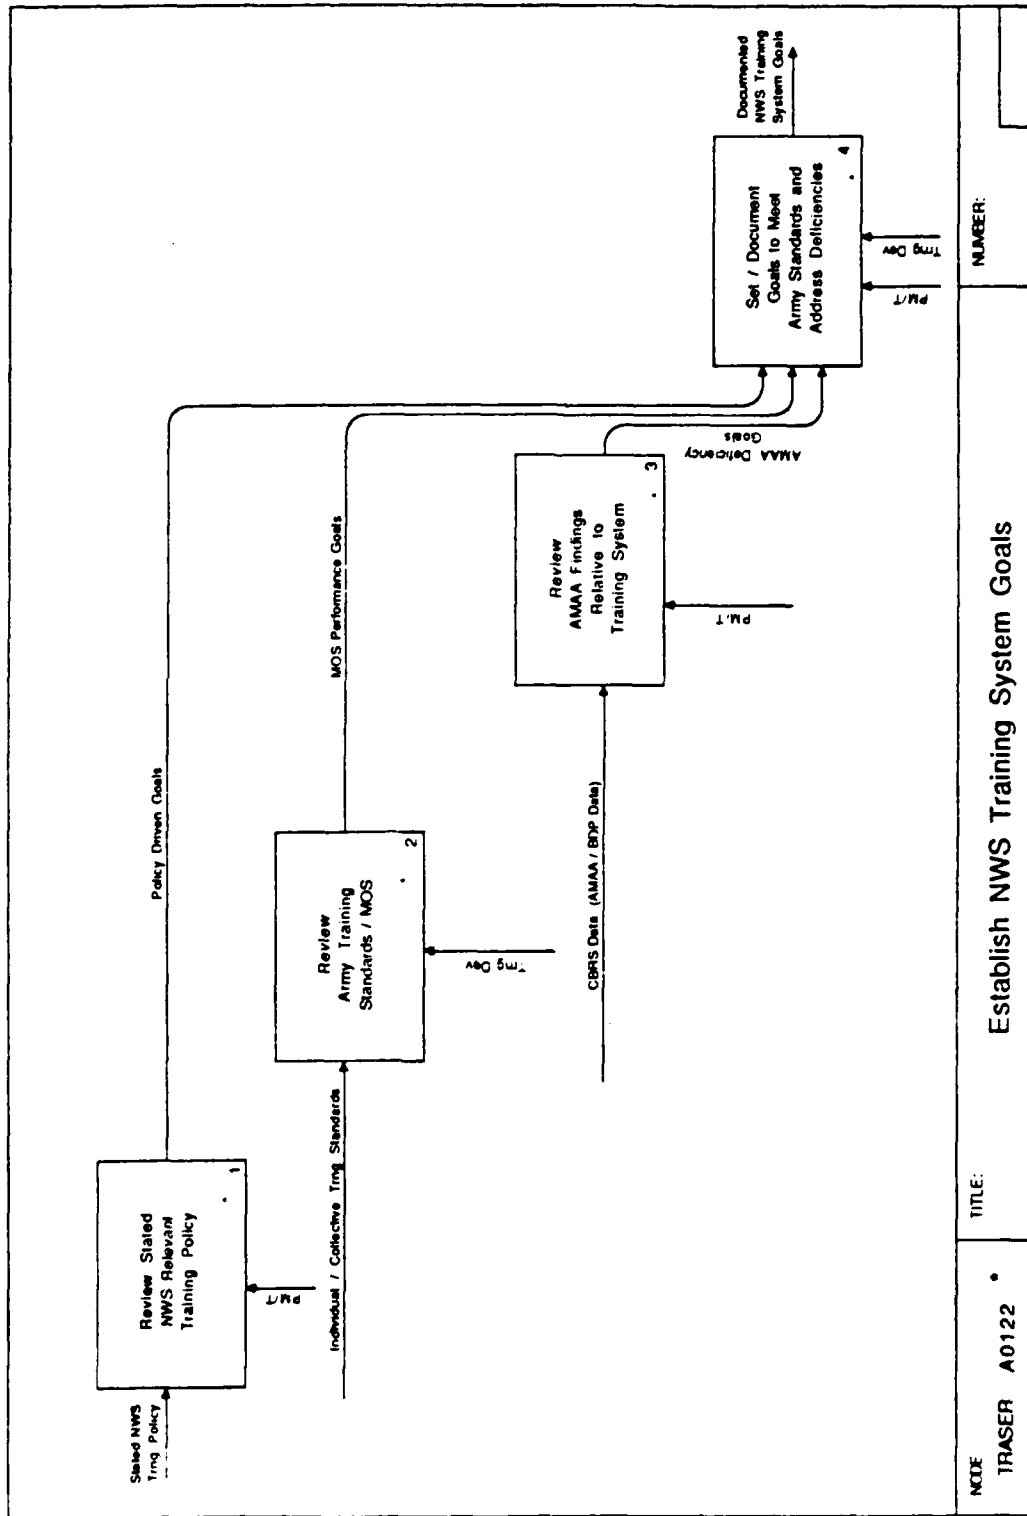 Stated NWS
Trng Policy
Review Stated
NWS Relevant
Training Policy
1
PM/T
Policy Driven Goals
Individual / Collective Trng Standards
Review
Army Training
Standards / MOS
2
Trng Dev
MOS Performance Goals
CBRS Data (AMAA / BDP Data)
Review
AMAA Findings
Relative to
Training System
3
PM/T
AMAA Deficiency
Goals
Set / Document
Goals to Meet
Army Standards and
Address Deficiencies
4
PM/T
Trng Dev
Documented
NWS Training
System Goals
NODE
TRASER A0122 *
TITLE:
Establish NWS Training System Goals
NUMBER: